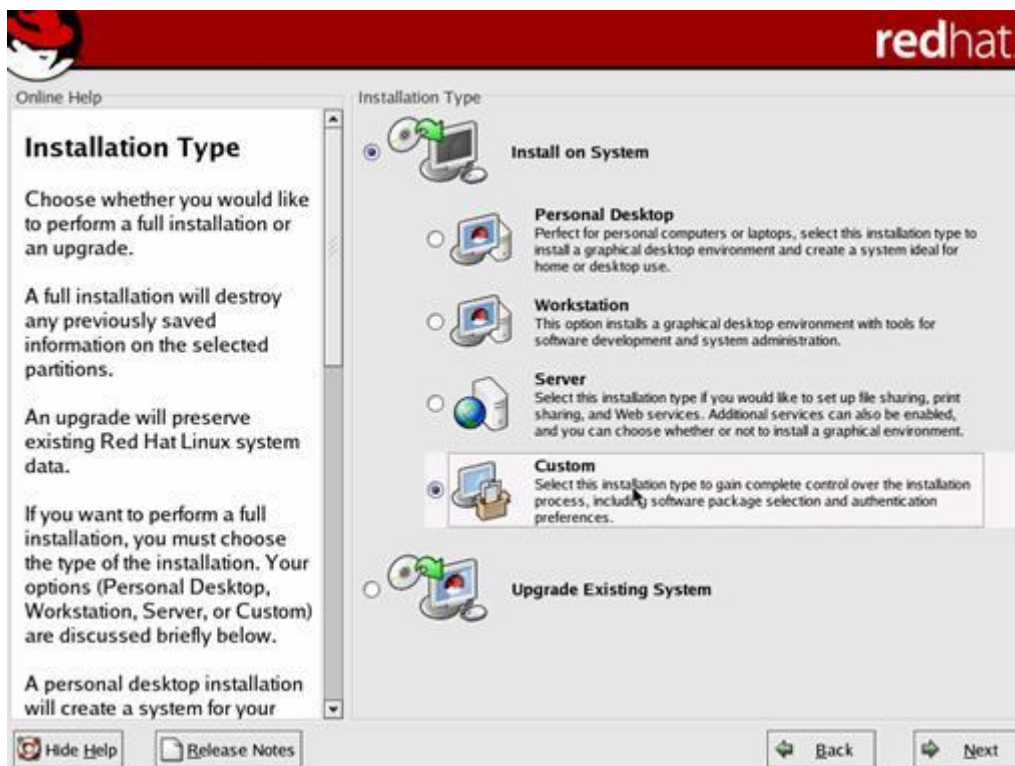 redhat.
Online Help
Installation Type
Choose whether you would like
to perform a full installation or
an upgrade.
A full installation will destroy
any previously saved
information on the selected
partitions.
An upgrade will preserve
existing Red Hat Linux system
data.
If you want to perform a full
installation, you must choose
the type of the installation. Your
options (Personal Desktop,
Workstation, Server, or Custom)
are discussed briefly below.
A personal desktop installation
will create a system for your
Installation Type
Install on System
Personal Desktop
Perfect for personal computers or laptops, select this installation type to
install a graphical desktop environment and create a system ideal for
home or desktop use.
Workstation
This option installs a graphical desktop environment with tools for
software development and system administration.
Server
Select this installation type if you would like to set up file sharing, print
sharing, and Web services. Additional services can also be enabled,
and you can choose whether or not to install a graphical environment.
Custom
Select this installation type to gain complete control over the installation
process, including software package selection and authentication
preferences.
Upgrade Existing System
Hide Help
Release Notes
Back
Next